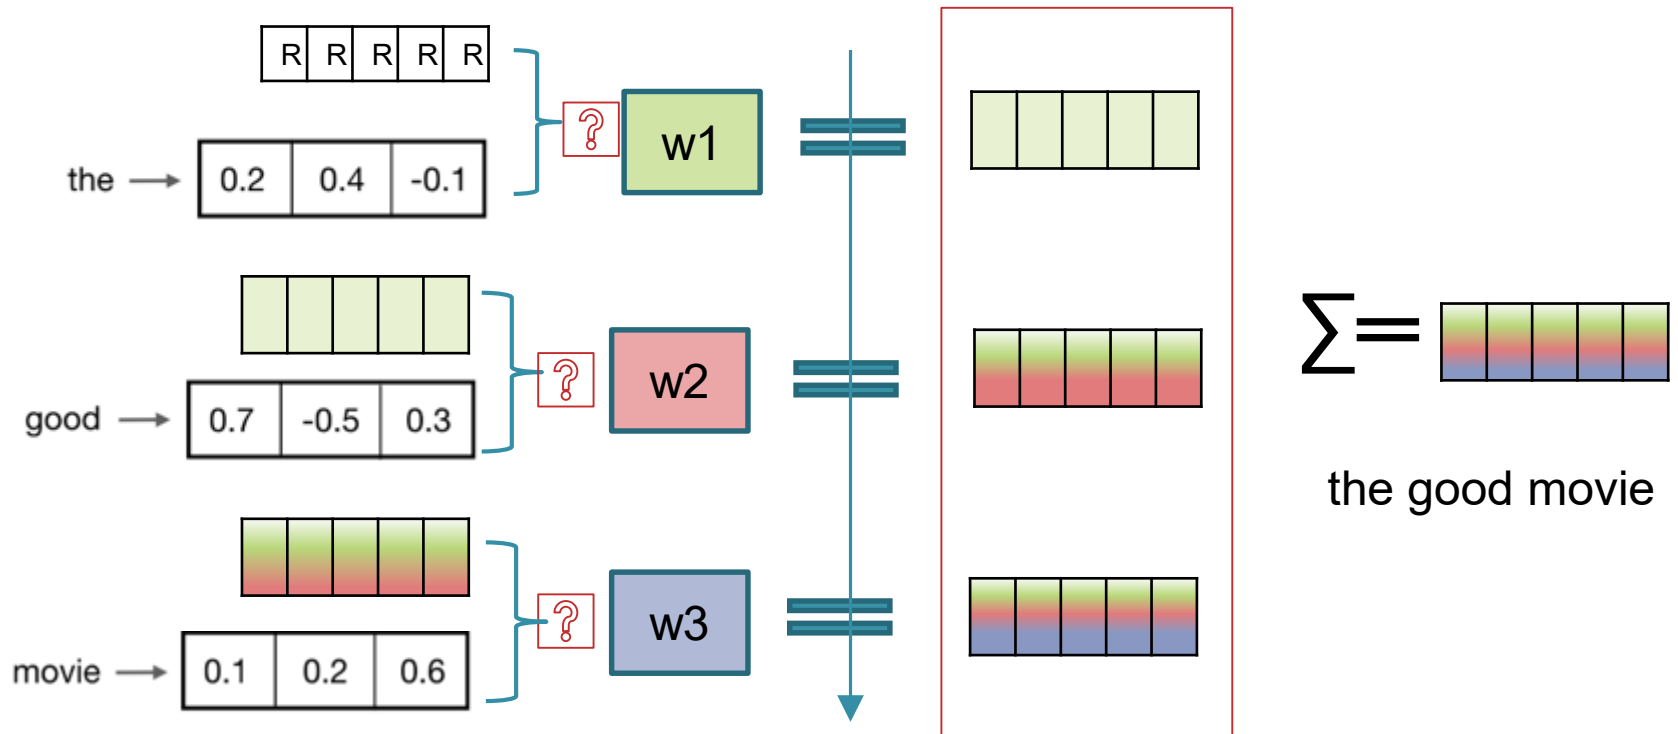 R R R R R
? w1
the → 0.2 0.4 -0.1
? w2
good → 0.7 -0.5 0.3
∑=
the good movie
? w3
movie → 0.1 0.2 0.6